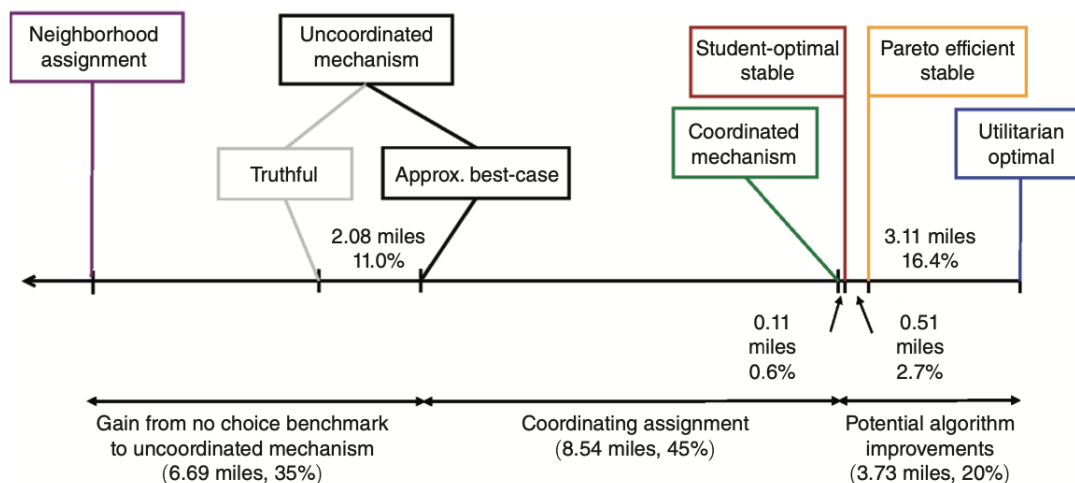 Neighborhood
assignment
Uncoordinated
mechanism
Student-optimal
stable
Pareto efficient
stable
Truthful
Approx. best-case
Coordinated
mechanism
Utilitarian
optimal
2.08 miles
11.0%
3.11 miles
16.4%
0.11
miles
0.6%
0.51
miles
2.7%
Gain from no choice benchmark
to uncoordinated mechanism
(6.69 miles, 35%)
Coordinating assignment
(8.54 miles, 45%)
Potential algorithm
improvements
(3.73 miles, 20%)